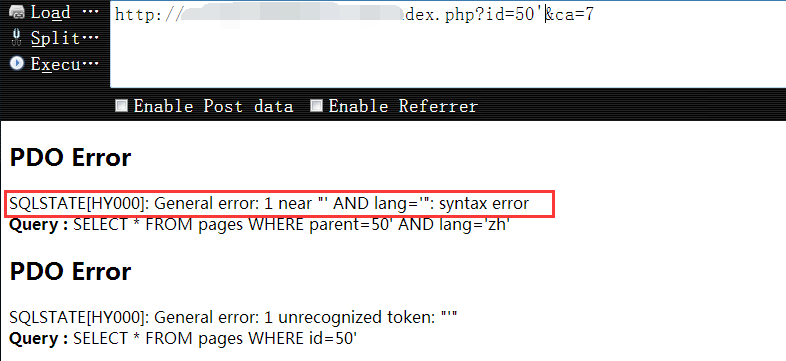 Load ···
http://
dex.php?id=50'&ca=7
Split···
Execu···
Enable Post data
Enable Referrer
PDO Error
SQLSTATE[HY000]: General error: 1 near "' AND lang='": syntax error
Query : SELECT * FROM pages WHERE parent=50' AND lang='zh'
PDO Error
SQLSTATE[HY000]: General error: 1 unrecognized token: "'"
Query : SELECT * FROM pages WHERE id=50'